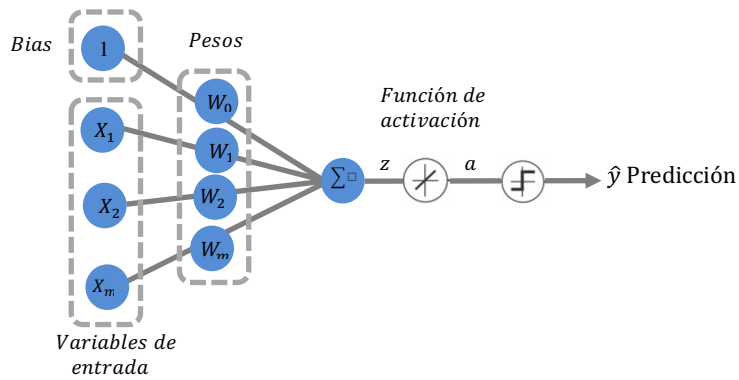 Bias
1
Pesos
W₀
X₁
W₁
X₂
W₂
Xₘ
Wₘ
Σ□
z
Función de
activación
a
ŷ Predicción
Variables de
entrada